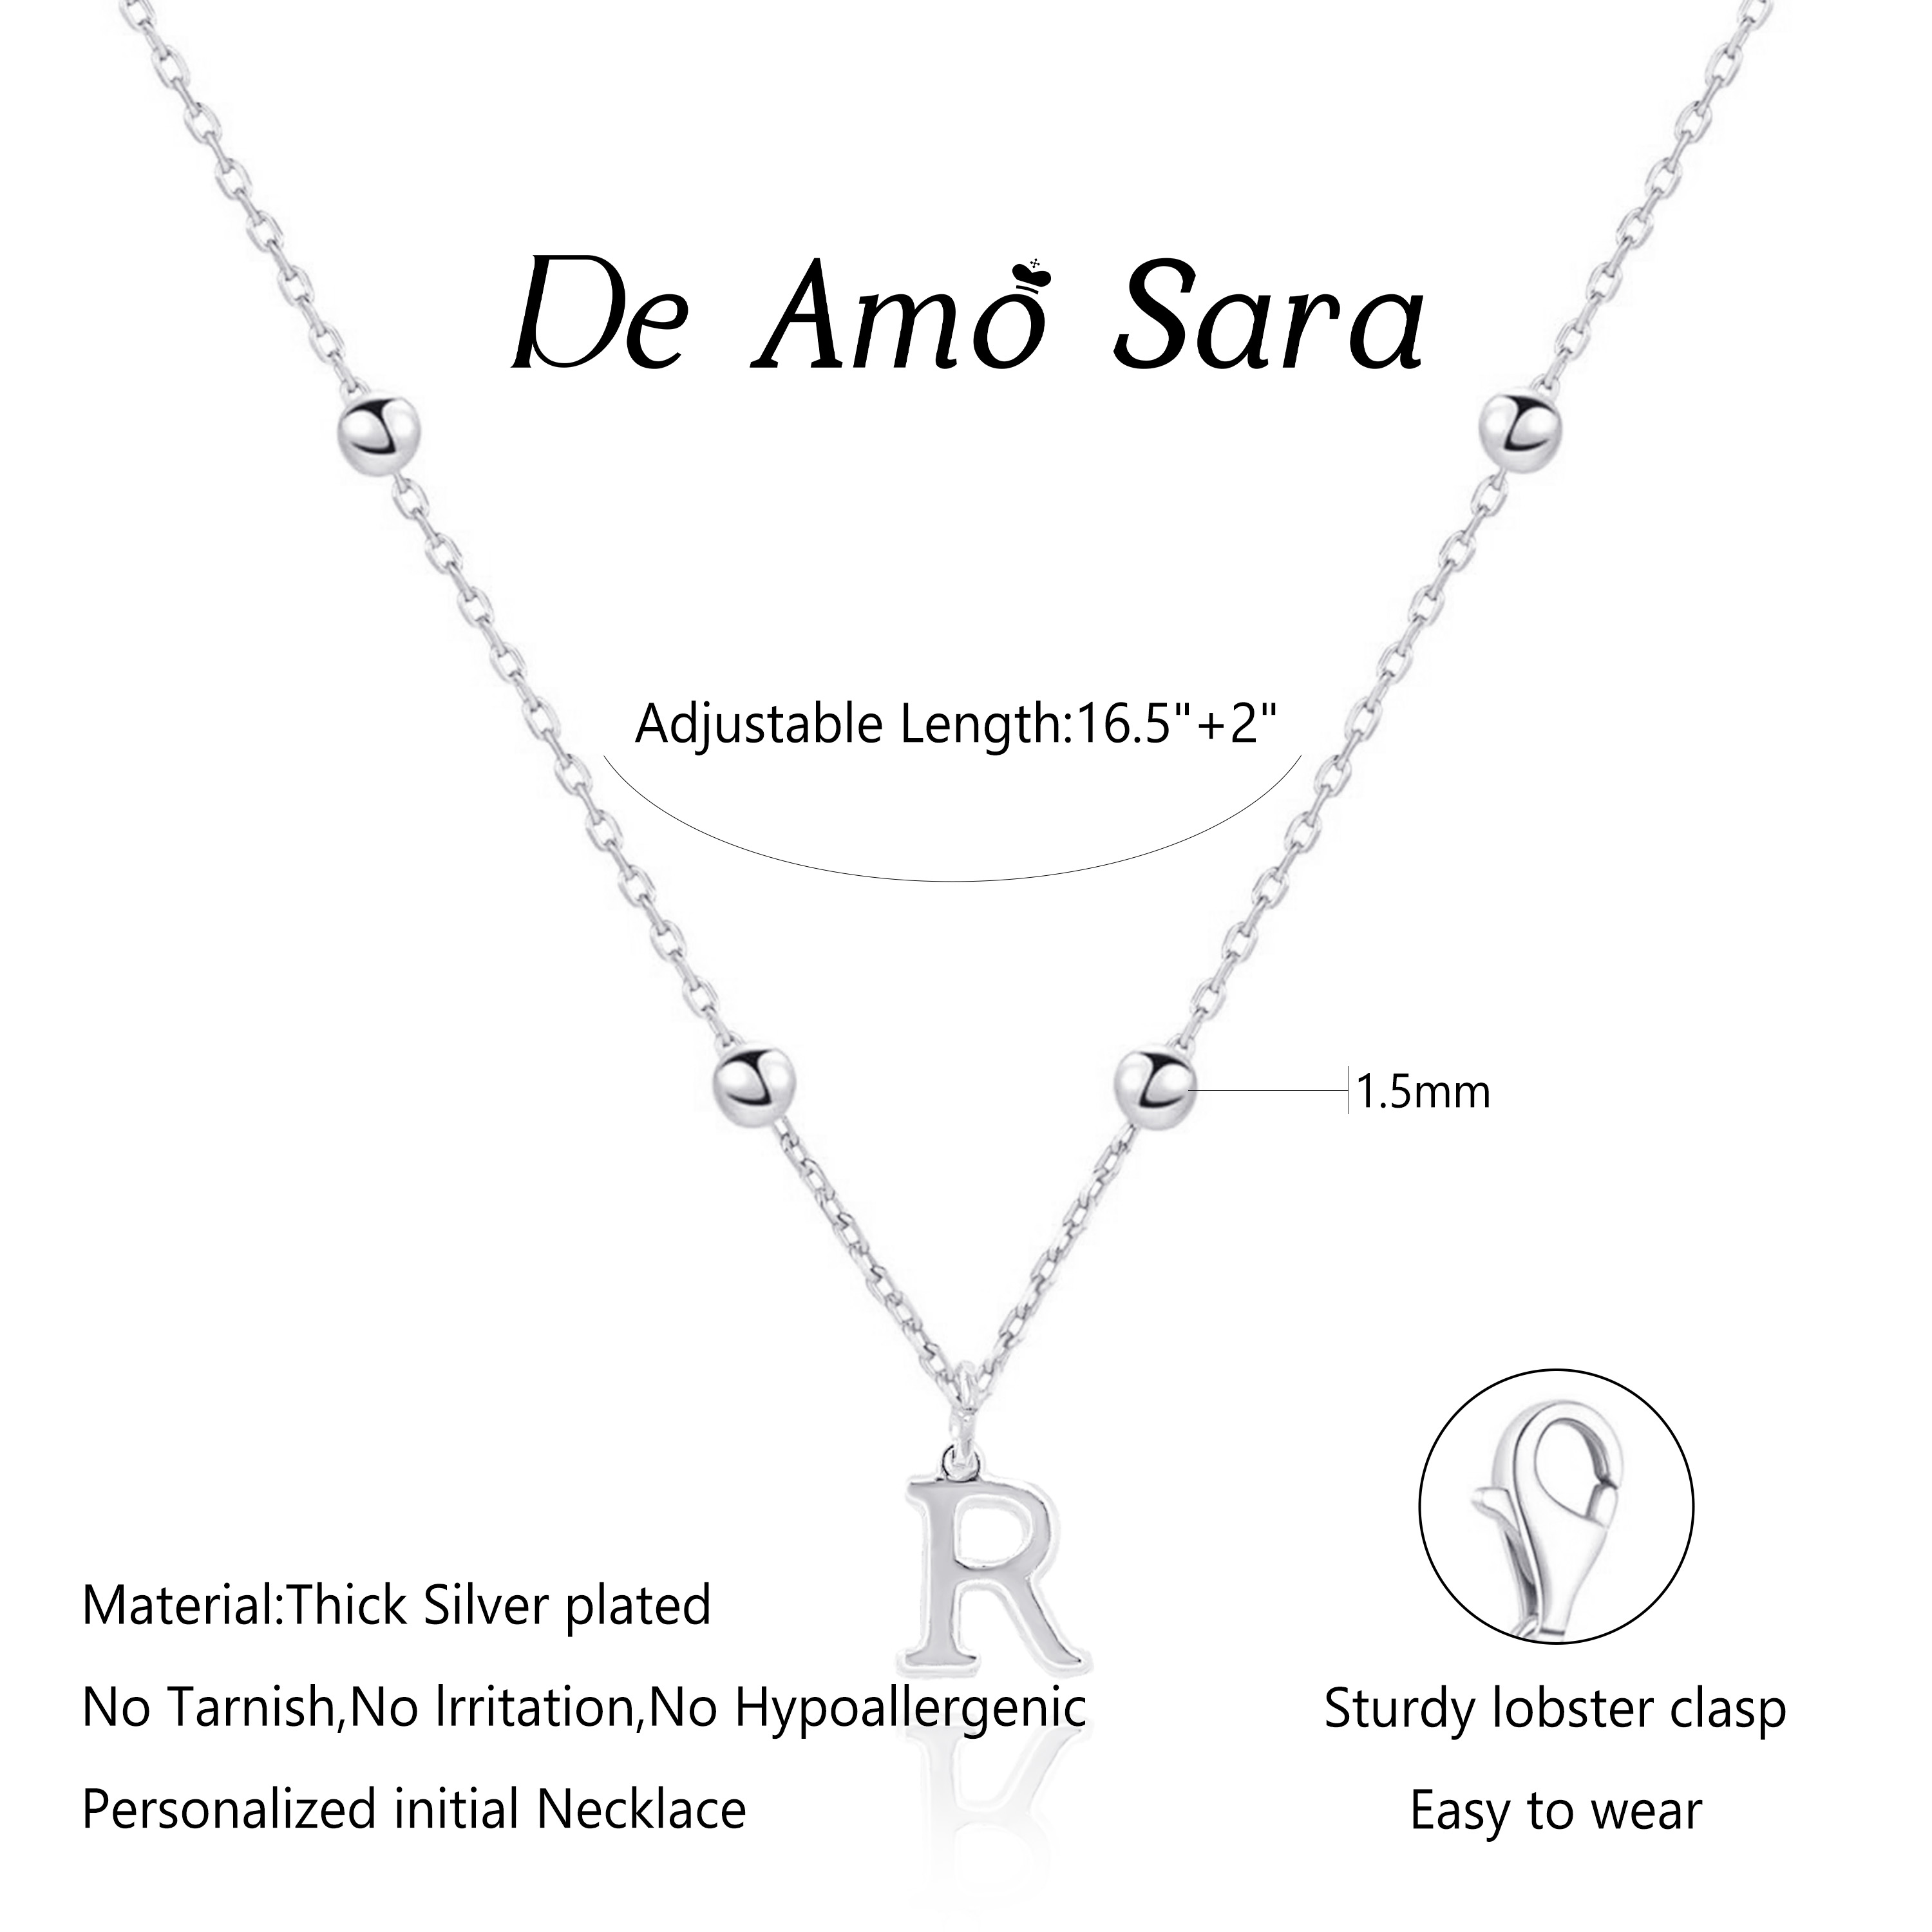 De Amo Sara
Adjustable Length:16.5"+2"
1.5mm
R
Material:Thick Silver plated
No Tarnish,No Irritation,No Hypoallergenic
Personalized initial Necklace
Sturdy lobster clasp
Easy to wear